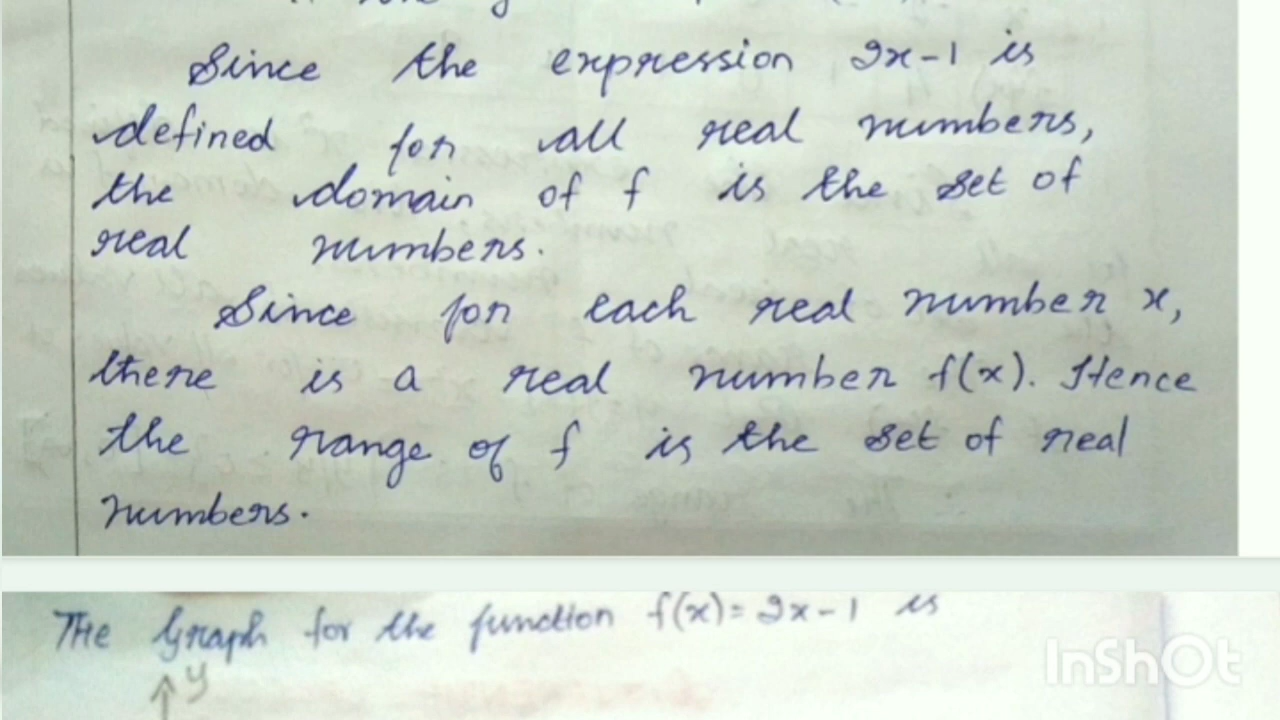 Since the expression 2x-1 is
defined for all real numbers,
the domain of f is the set of
real numbers.
Since for each real number x,
there is a real number f(x). Hence
the range of f is the set of real
numbers.
THe Graph for the function f(x) = 2x-1 is
y
InShOt